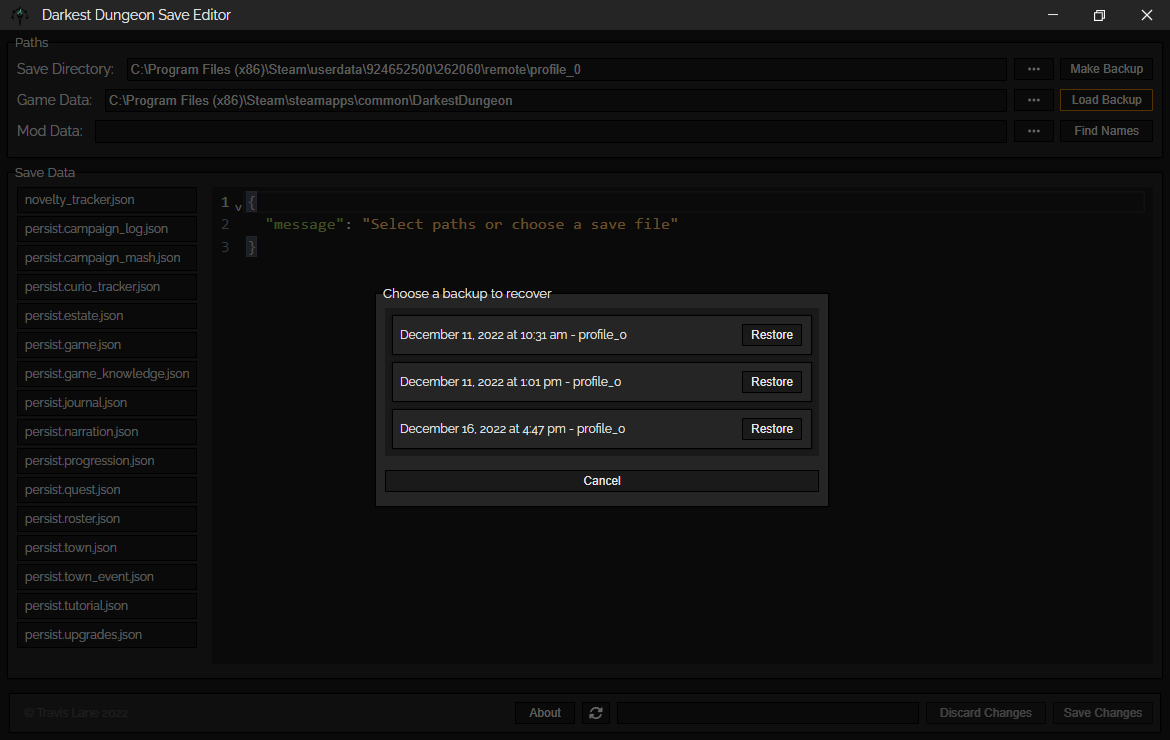 Darkest Dungeon Save Editor
Paths
Save Directory: C:\Program Files (x86)\Steam\userdata\924652500\262060\remote\profile_0 ••• Make Backup
Game Data: C:\Program Files (x86)\Steam\steamapps\common\DarkestDungeon ••• Load Backup
Mod Data: ••• Find Names
Save Data
novelty_tracker.json
persist.campaign_log.json
persist.campaign_mash.json
persist.curio_tracker.json
persist.estate.json
persist.game.json
persist.game_knowledge.json
persist.journal.json
persist.narration.json
persist.progression.json
persist.quest.json
persist.roster.json
persist.town.json
persist.town_event.json
persist.tutorial.json
persist.upgrades.json
1 {
2 "message": "Select paths or choose a save file"
3 }
Choose a backup to recover
December 11, 2022 at 10:31 am - profile_0 Restore
December 11, 2022 at 1:01 pm - profile_0 Restore
December 16, 2022 at 4:47 pm - profile_0 Restore
Cancel
© Travis Lane 2022 About Discard Changes Save Changes